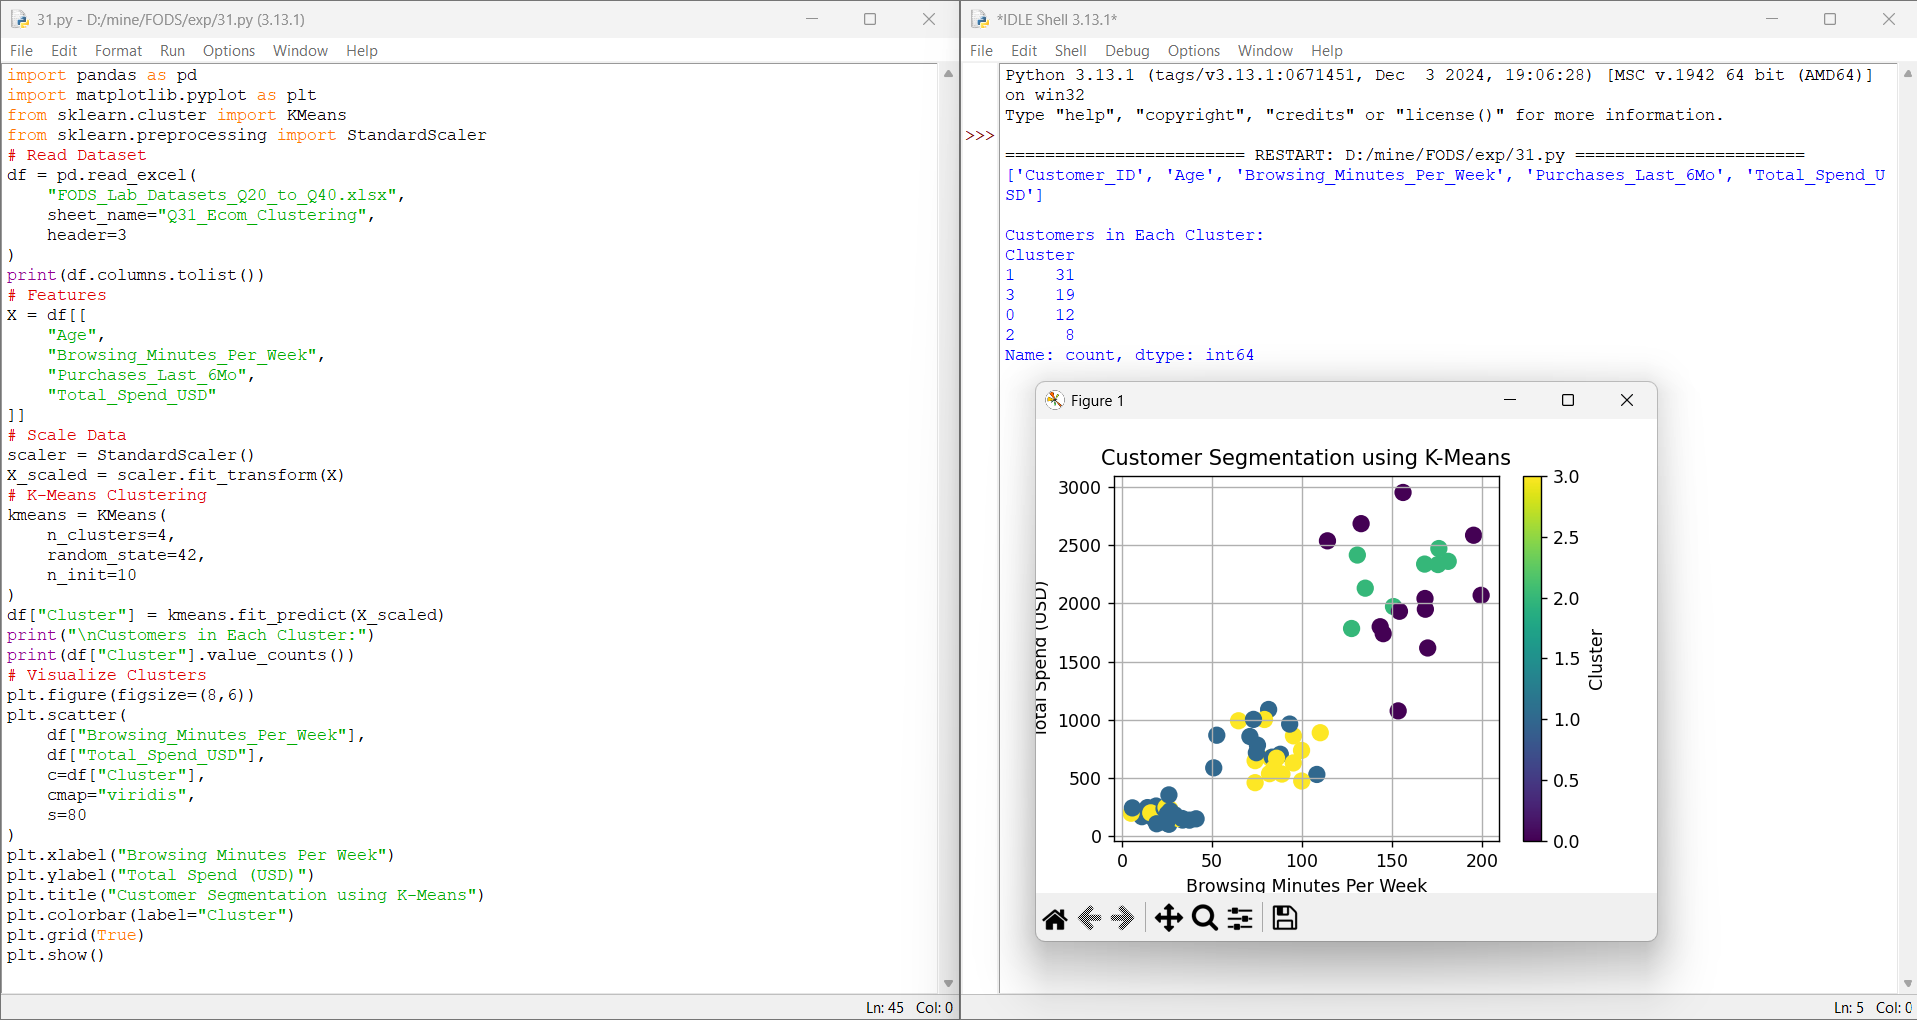 31.py - D:/mine/FODS/exp/31.py (3.13.1)
File Edit Format Run Options Window Help
import pandas as pd
import matplotlib.pyplot as plt
from sklearn.cluster import KMeans
from sklearn.preprocessing import StandardScaler
# Read Dataset
df = pd.read_excel(
    "FODS_Lab_Datasets_Q20_to_Q40.xlsx",
    sheet_name="Q31_Ecom_Clustering",
    header=3
)
print(df.columns.tolist())
# Features
X = df[[
    "Age",
    "Browsing_Minutes_Per_Week",
    "Purchases_Last_6Mo",
    "Total_Spend_USD"
]]
# Scale Data
scaler = StandardScaler()
X_scaled = scaler.fit_transform(X)
# K-Means Clustering
kmeans = KMeans(
    n_clusters=4,
    random_state=42,
    n_init=10
)
df["Cluster"] = kmeans.fit_predict(X_scaled)
print("\nCustomers in Each Cluster:")
print(df["Cluster"].value_counts())
# Visualize Clusters
plt.figure(figsize=(8,6))
plt.scatter(
    df["Browsing_Minutes_Per_Week"],
    df["Total_Spend_USD"],
    c=df["Cluster"],
    cmap="viridis",
    s=80
)
plt.xlabel("Browsing Minutes Per Week")
plt.ylabel("Total Spend (USD)")
plt.title("Customer Segmentation using K-Means")
plt.colorbar(label="Cluster")
plt.grid(True)
plt.show()
Ln: 45 Col: 0
*IDLE Shell 3.13.1*
File Edit Shell Debug Options Window Help
Python 3.13.1 (tags/v3.13.1:0671451, Dec  3 2024, 19:06:28) [MSC v.1942 64 bit (AMD64)]
on win32
Type "help", "copyright", "credits" or "license()" for more information.
>>>
======================== RESTART: D:/mine/FODS/exp/31.py =======================
['Customer_ID', 'Age', 'Browsing_Minutes_Per_Week', 'Purchases_Last_6Mo', 'Total_Spend_U
SD']
Customers in Each Cluster:
Cluster
1    31
3    19
0    12
2     8
Name: count, dtype: int64
Figure 1
Customer Segmentation using K-Means
3000
2500
2000
1500
1000
500
0
Total Spend (USD)
0 50 100 150 200
Browsing Minutes Per Week
3.0
2.5
2.0
1.5
1.0
0.5
0.0
Cluster
Ln: 5 Col: 0